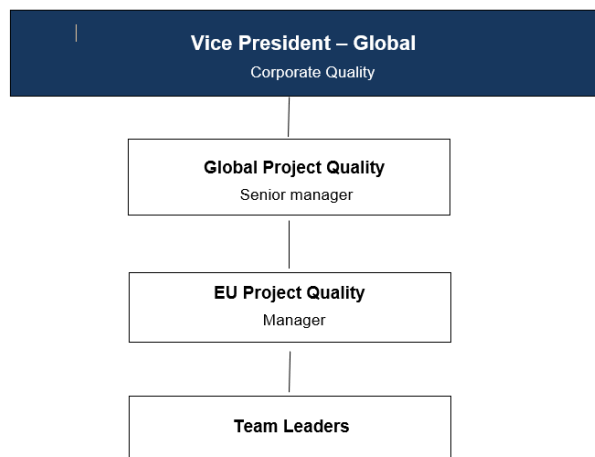 Vice President – Global
Corporate Quality
Global Project Quality
Senior manager
EU Project Quality
Manager
Team Leaders